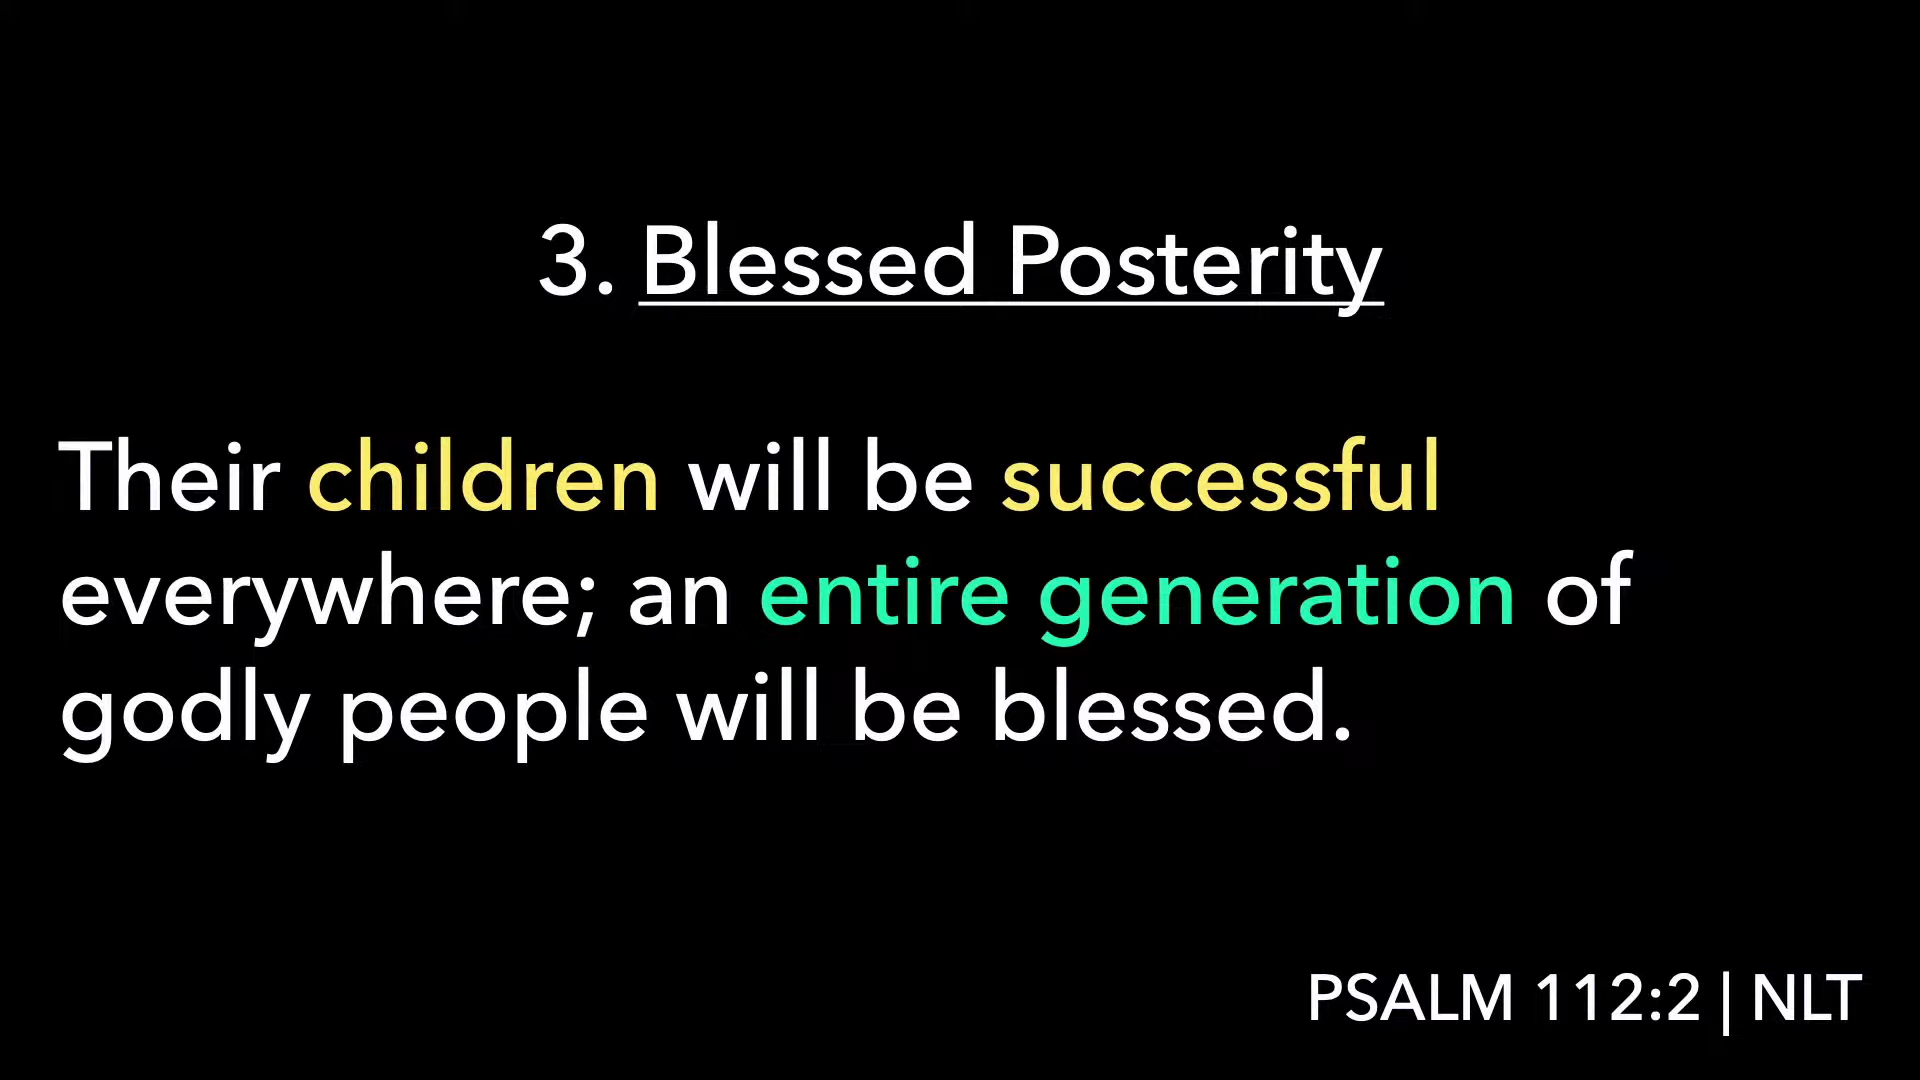 3. Blessed Posterity
Their children will be successful
everywhere; an entire generation of
godly people will be blessed.
PSALM 112:2 | NLT